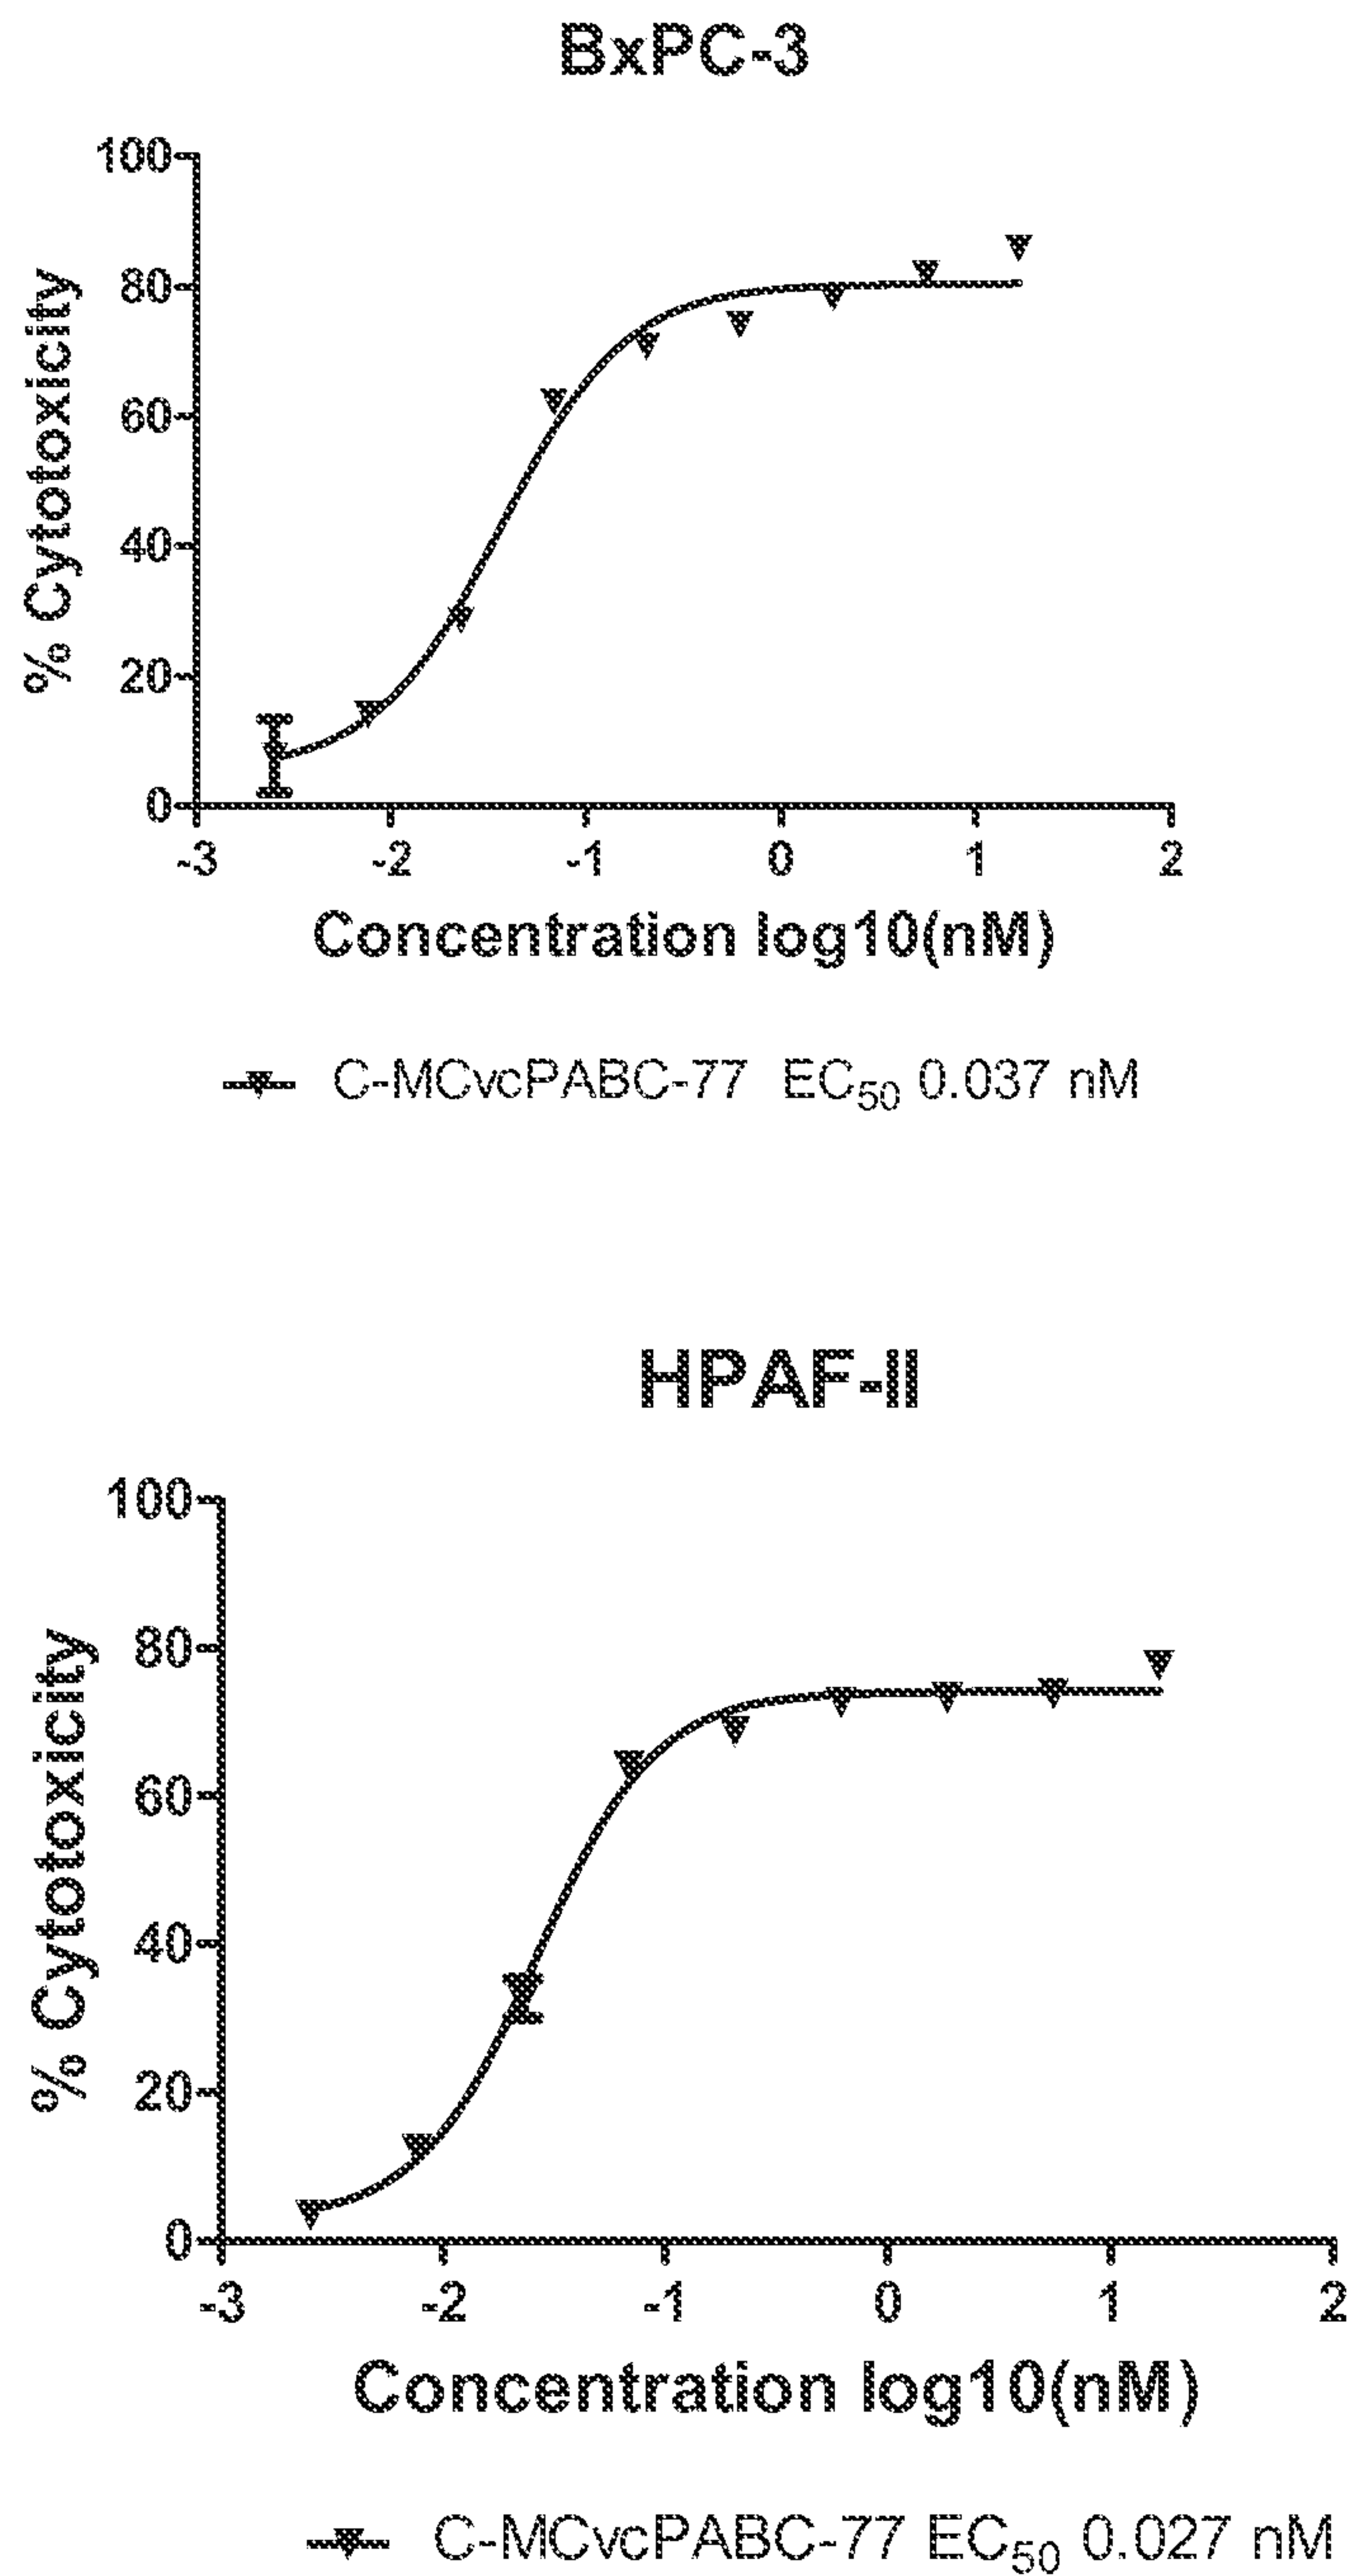 BxPC-3
% Cytotoxicity
100
80
60
40
20
0
-3 -2 -1 0 1 2
Concentration log10(nM)
C-MCvcPABC-77 EC50 0.037 nM
HPAF-II
% Cytotoxicity
100
80
60
40
20
0
-3 -2 -1 0 1 2
Concentration log10(nM)
C-MCvcPABC-77 EC50 0.027 nM